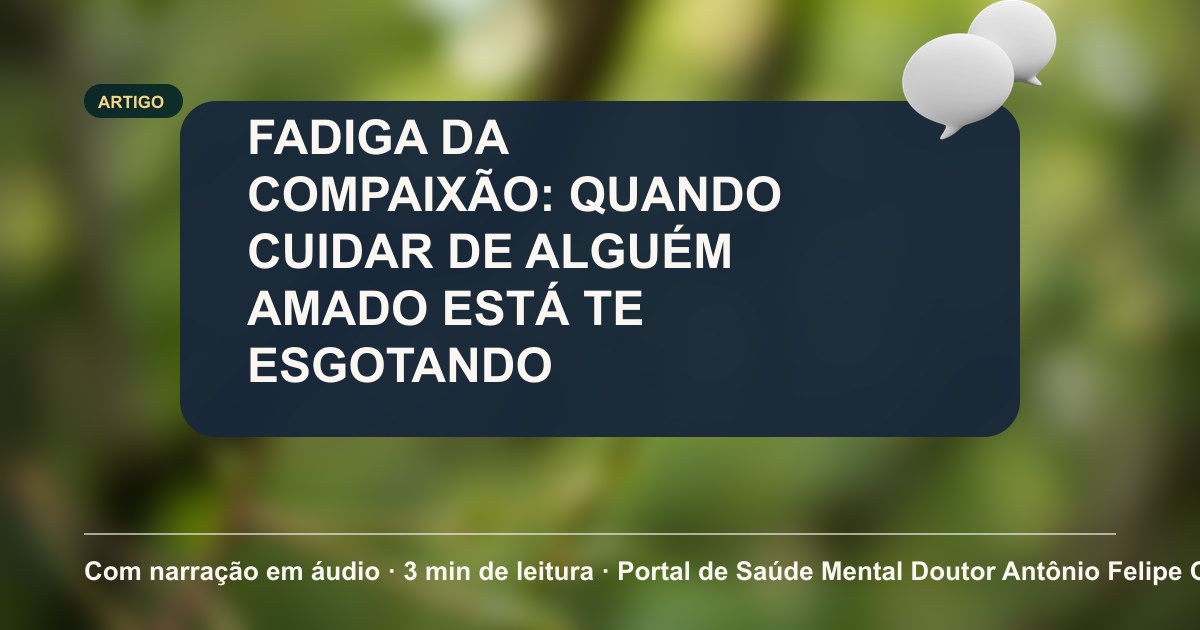 ARTIGO
FADIGA DA
COMPAIXÃO: QUANDO
CUIDAR DE ALGUÉM
AMADO ESTÁ TE
ESGOTANDO
Com narração em áudio · 3 min de leitura · Portal de Saúde Mental Doutor Antônio Felipe